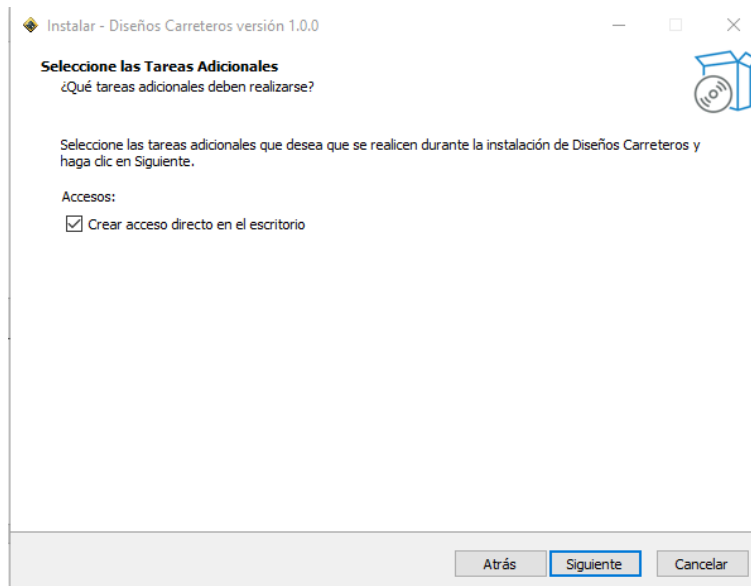 Instalar - Diseños Carreteros versión 1.0.0
Seleccione las Tareas Adicionales
¿Qué tareas adicionales deben realizarse?
Seleccione las tareas adicionales que desea que se realicen durante la instalación de Diseños Carreteros y
haga clic en Siguiente.
Accesos:
Crear acceso directo en el escritorio
Atrás Siguiente Cancelar